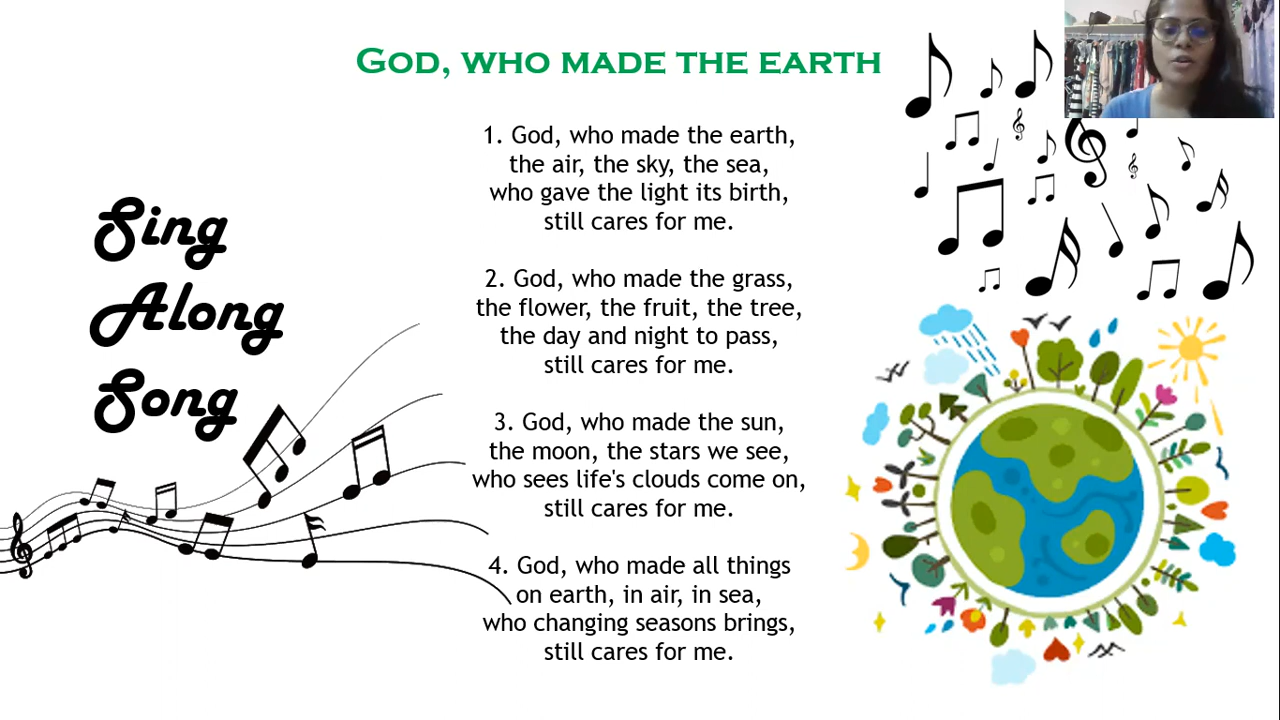 GOD, WHO MADE THE EARTH
Sing
Along
Song
1. God, who made the earth,
the air, the sky, the sea,
who gave the light its birth,
still cares for me.
2. God, who made the grass,
the flower, the fruit, the tree,
the day and night to pass,
still cares for me.
3. God, who made the sun,
the moon, the stars we see,
who sees life's clouds come on,
still cares for me.
4. God, who made all things
on earth, in air, in sea,
who changing seasons brings,
still cares for me.